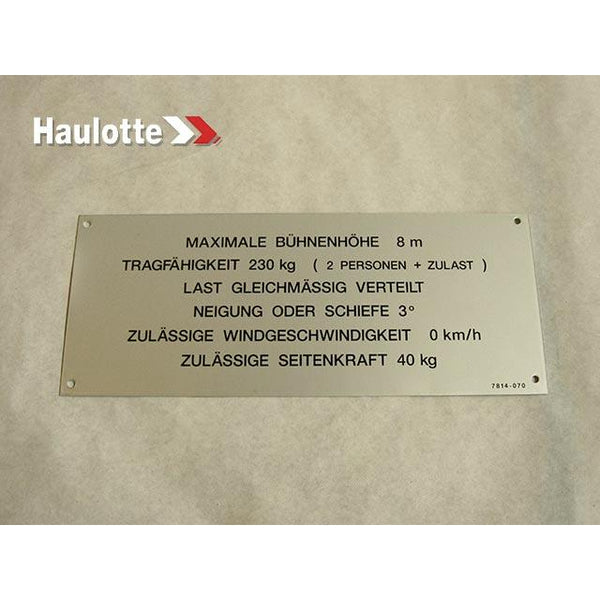 Haulotte
MAXIMALE BÜHNENHÖHE 8 m
TRAGFÄHIGKEIT 230 kg ( 2 PERSONEN + ZULAST )
LAST GLEICHMÄSSIG VERTEILT
NEIGUNG ODER SCHIEFE 3°
ZULÄSSIGE WINDGESCHWINDIGKEIT 0 km/h
ZULÄSSIGE SEITENKRAFT 40 kg
7814-070